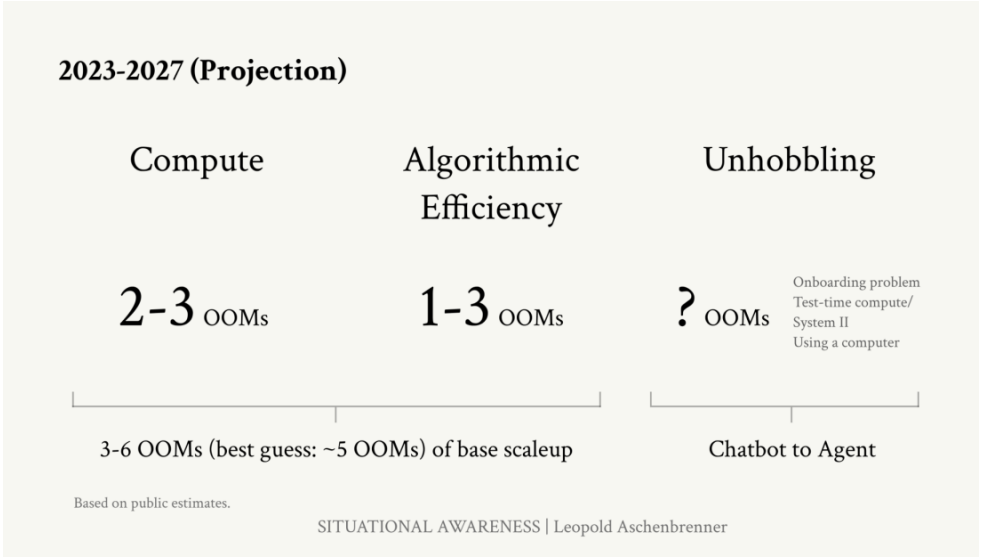 2023-2027 (Projection)
Compute
Algorithmic
Efficiency
Unhobbling
2-3 OOMs
1-3 OOMs
? OOMs
Onboarding problem
Test-time compute/
System II
Using a computer
3-6 OOMs (best guess: ~5 OOMs) of base scaleup
Chatbot to Agent
Based on public estimates.
SITUATIONAL AWARENESS | Leopold Aschenbrenner